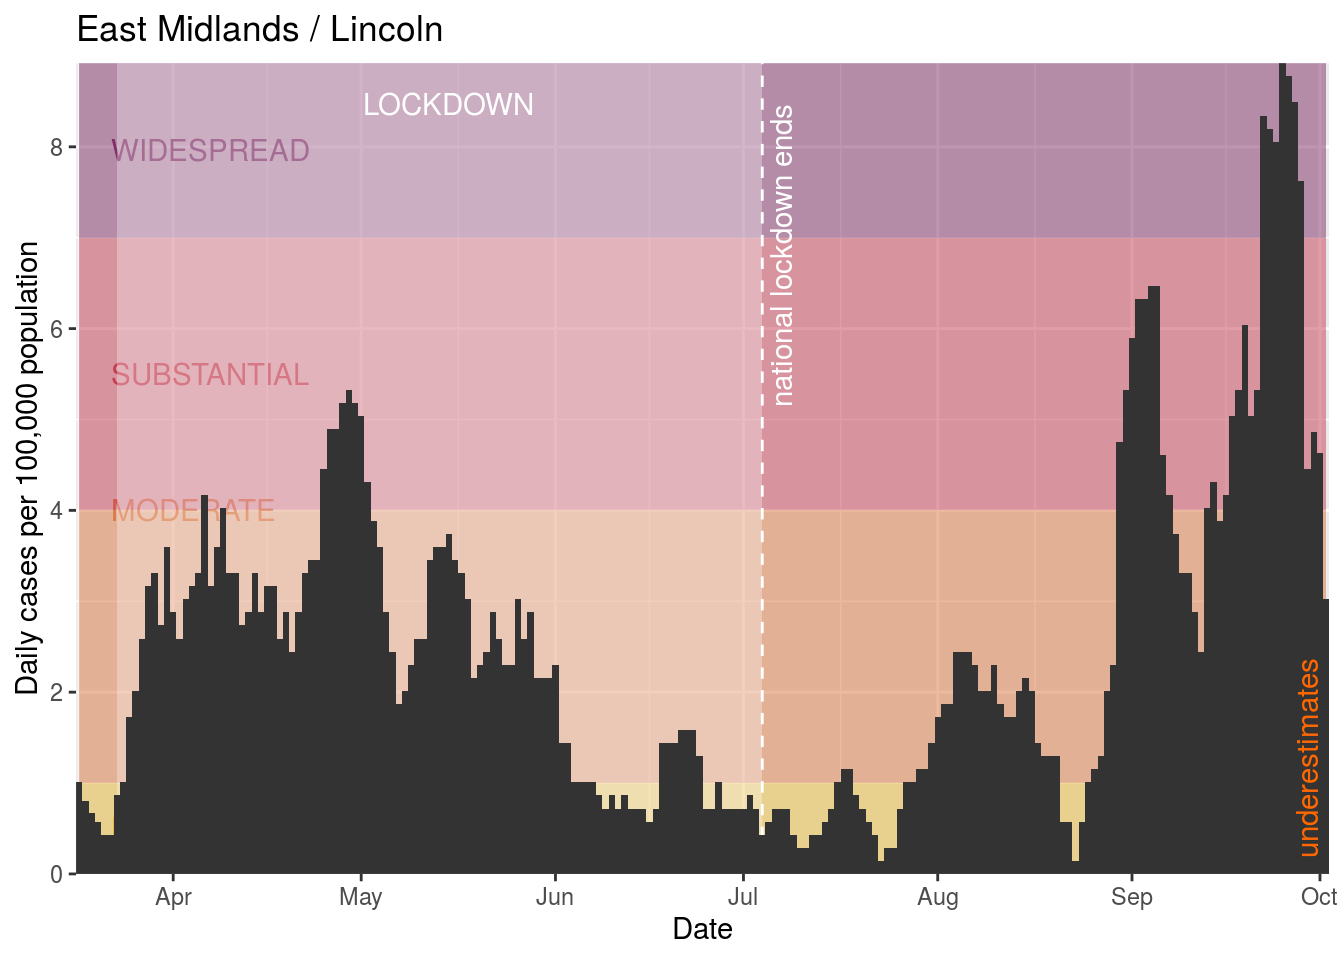 East Midlands / Lincoln
LOCKDOWN
WIDESPREAD
SUBSTANTIAL
MODERATE
national lockdown ends
underestimates
Daily cases per 100,000 population
8
6
4
2
0
Apr
May
Jun
Jul
Aug
Sep
Oct
Date